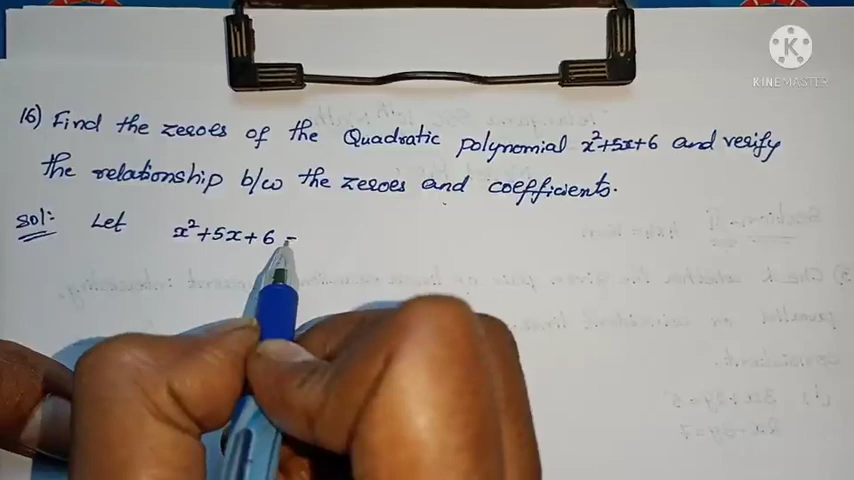 KINEMASTER
16) Find the zeroes of the Quadratic polynomial x²+5x+6 and verify
the relationship b/w the zeroes and coefficients.
Sol:- Let x²+5x+6 =